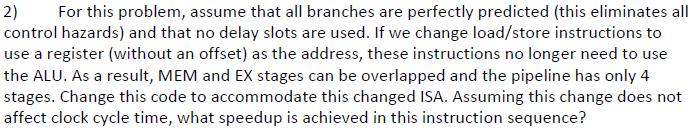 2) For this problem, assume that all branches are perfectly predicted (this eliminates all
control hazards) and that no delay slots are used. If we change load/store instructions to
use a register (without an offset) as the address, these instructions no longer need to use
the ALU. As a result, MEM and EX stages can be overlapped and the pipeline has only 4
stages. Change this code to accommodate this changed ISA. Assuming this change does not
affect clock cycle time, what speedup is achieved in this instruction sequence?